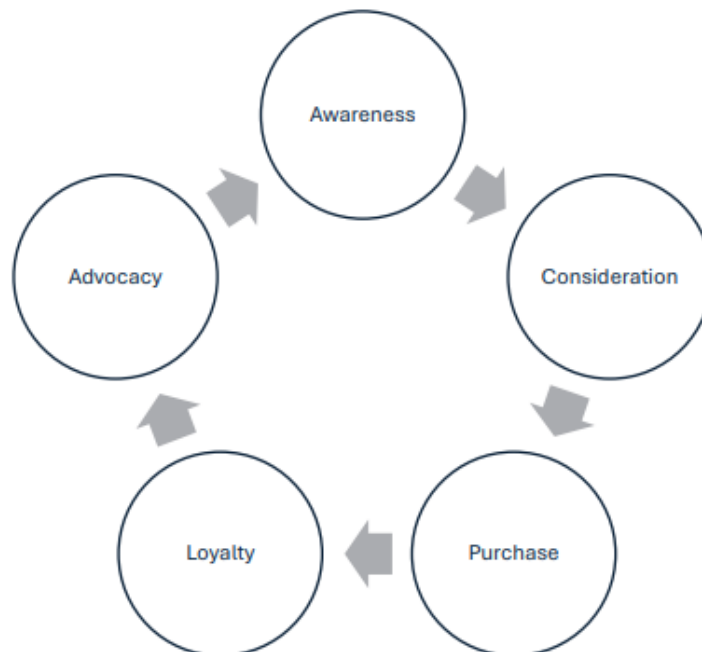 Awareness
Consideration
Purchase
Loyalty
Advocacy